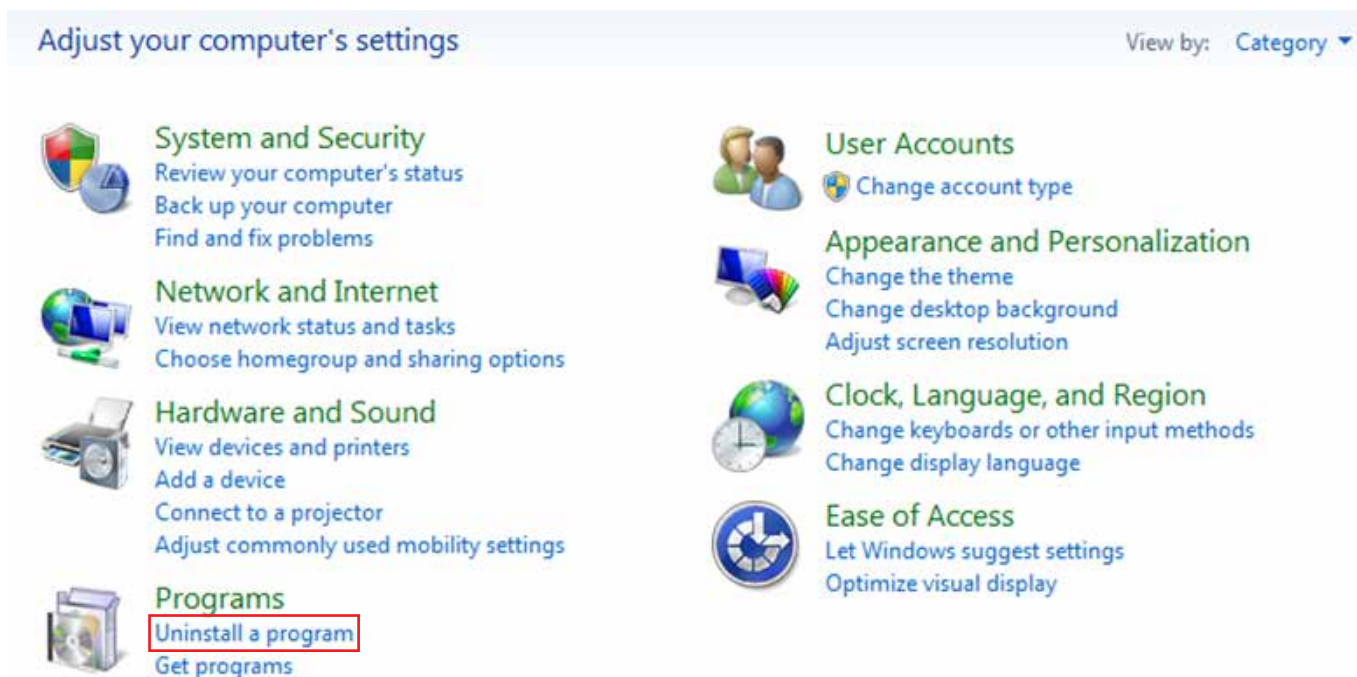 Adjust your computer's settings
View by: Category
System and Security
Review your computer's status
Back up your computer
Find and fix problems
Network and Internet
View network status and tasks
Choose homegroup and sharing options
Hardware and Sound
View devices and printers
Add a device
Connect to a projector
Adjust commonly used mobility settings
Programs
Uninstall a program
Get programs
User Accounts
Change account type
Appearance and Personalization
Change the theme
Change desktop background
Adjust screen resolution
Clock, Language, and Region
Change keyboards or other input methods
Change display language
Ease of Access
Let Windows suggest settings
Optimize visual display